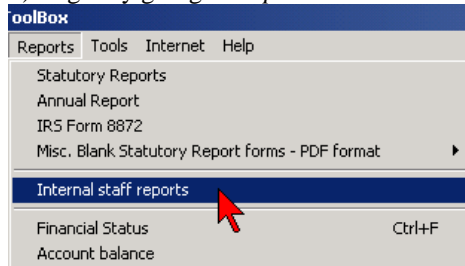 ToolBox
Reports Tools Internet Help
Statutory Reports
Annual Report
IRS Form 8872
Misc. Blank Statutory Report forms - PDF format
Internal staff reports
Financial Status Ctrl+F
Account balance